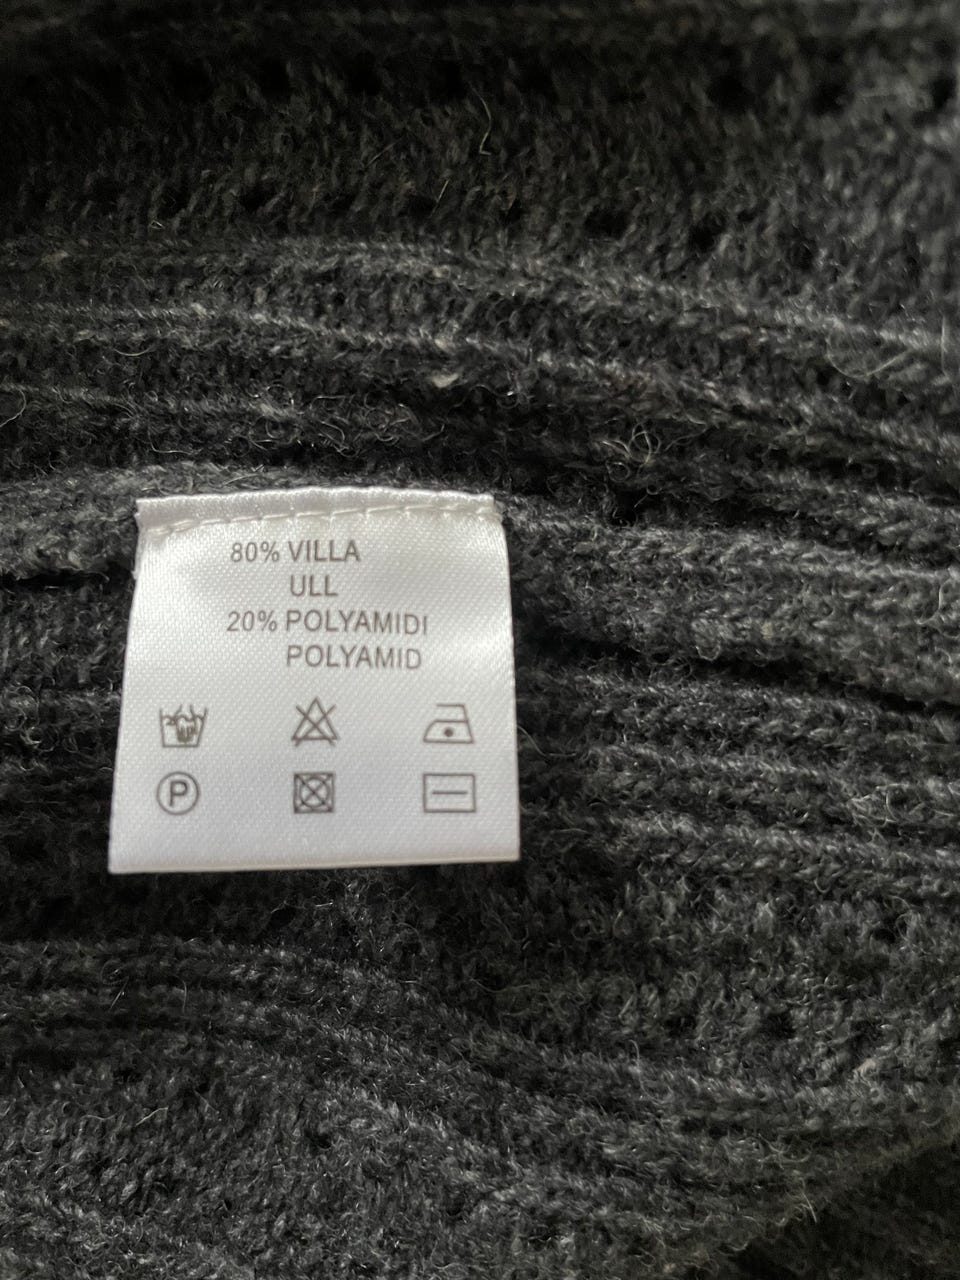 80% VILLA
ULL
20% POLYAMIDI
POLYAMID
P